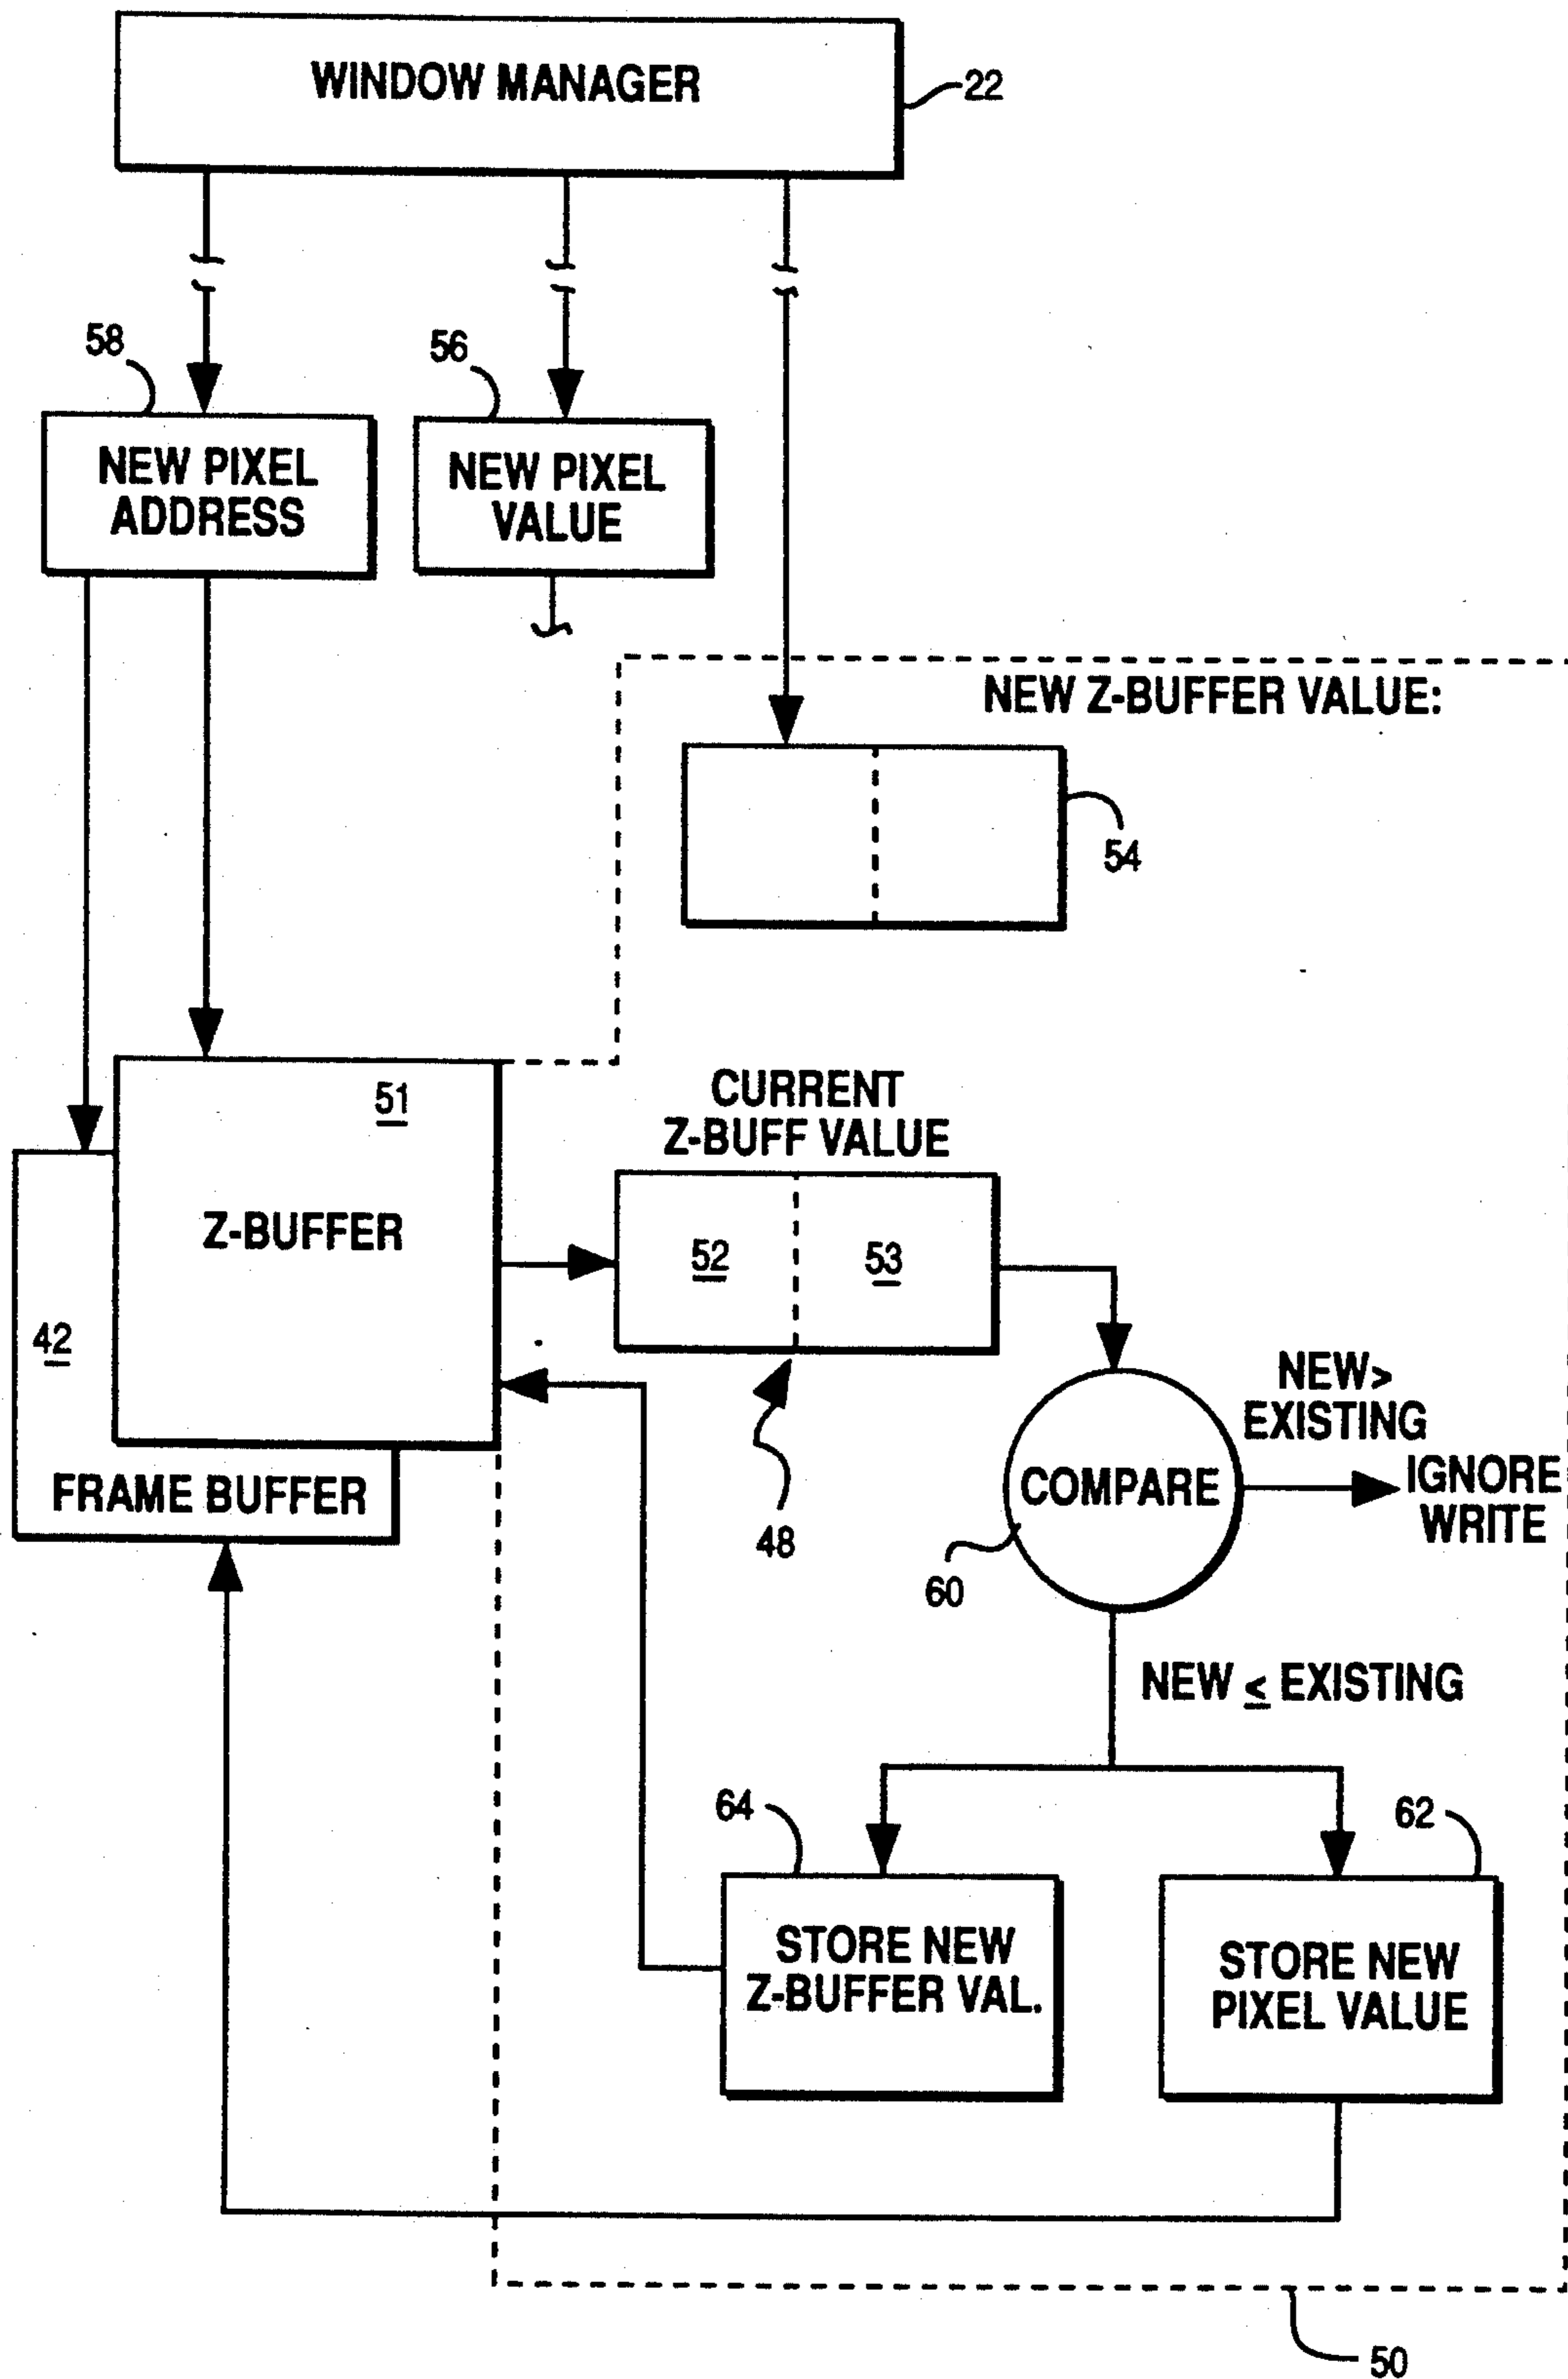 WINDOW MANAGER
22
58
56
NEW PIXEL
ADDRESS
NEW PIXEL
VALUE
NEW Z-BUFFER VALUE:
54
51
Z-BUFFER
42
FRAME BUFFER
CURRENT
Z-BUFF VALUE
52
53
48
COMPARE
60
NEW>
EXISTING
IGNORE
WRITE
NEW ≤ EXISTING
64
62
STORE NEW
Z-BUFFER VAL.
STORE NEW
PIXEL VALUE
50